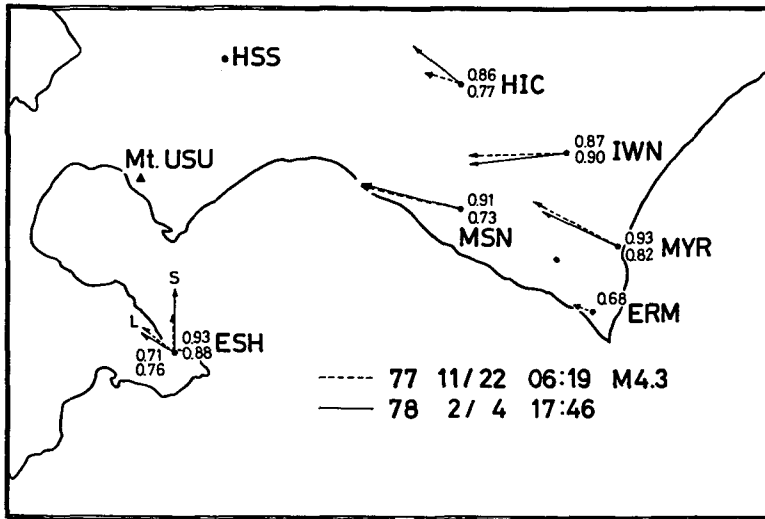 HSS
0.86
0.77 HIC
0.87
0.90 IWN
Mt. USU
0.91
0.73
MSN
0.93
0.82 MYR
0.68
ERM
S
L
0.93
0.88 ESH
0.71
0.76
77 11/22 06:19 M4.3
78 2/ 4 17:46